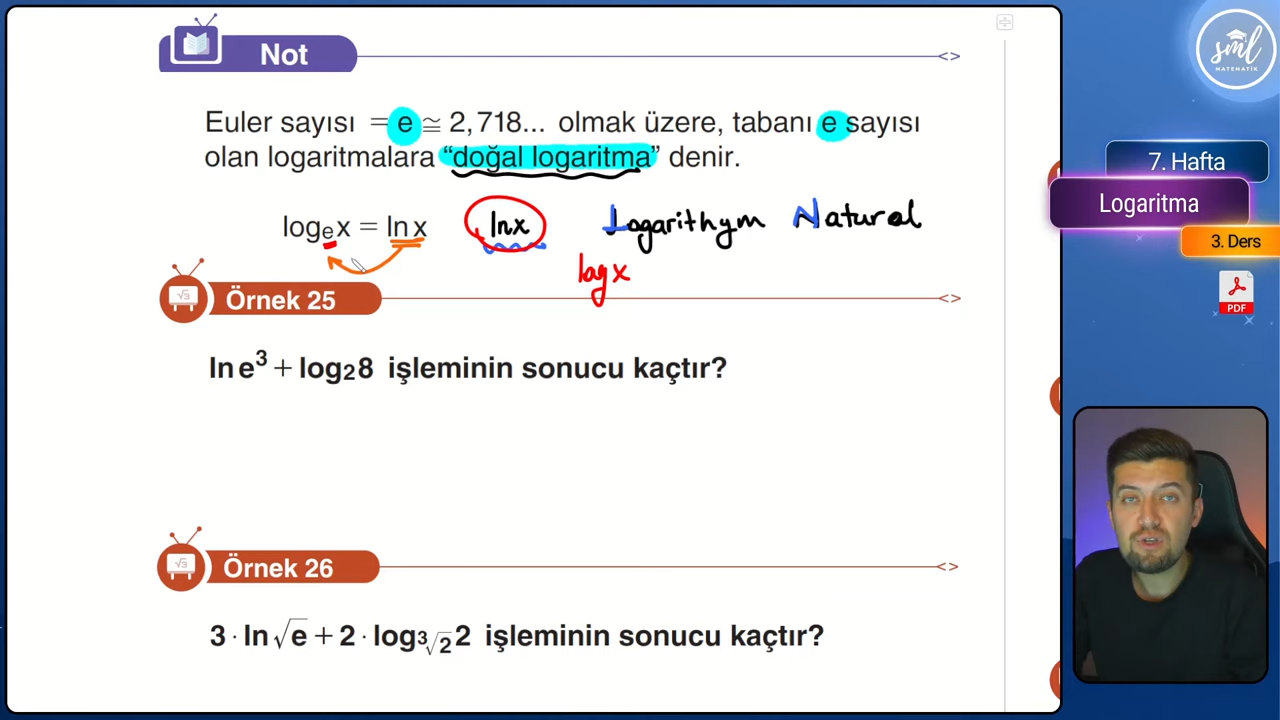 Not
Euler sayısı = e ≅ 2,718... olmak üzere, tabanı e sayısı
olan logaritmalara “doğal logaritma” denir.
logₑx = ln x
lnx
Logarithym Natural
logx
Örnek 25
ln e³ + log₂8 işleminin sonucu kaçtır?
Örnek 26
3 · ln √e + 2 · log_∛2 2 işleminin sonucu kaçtır?
sml
MATEMATİK
7. Hafta
Logaritma
3. Ders
PDF